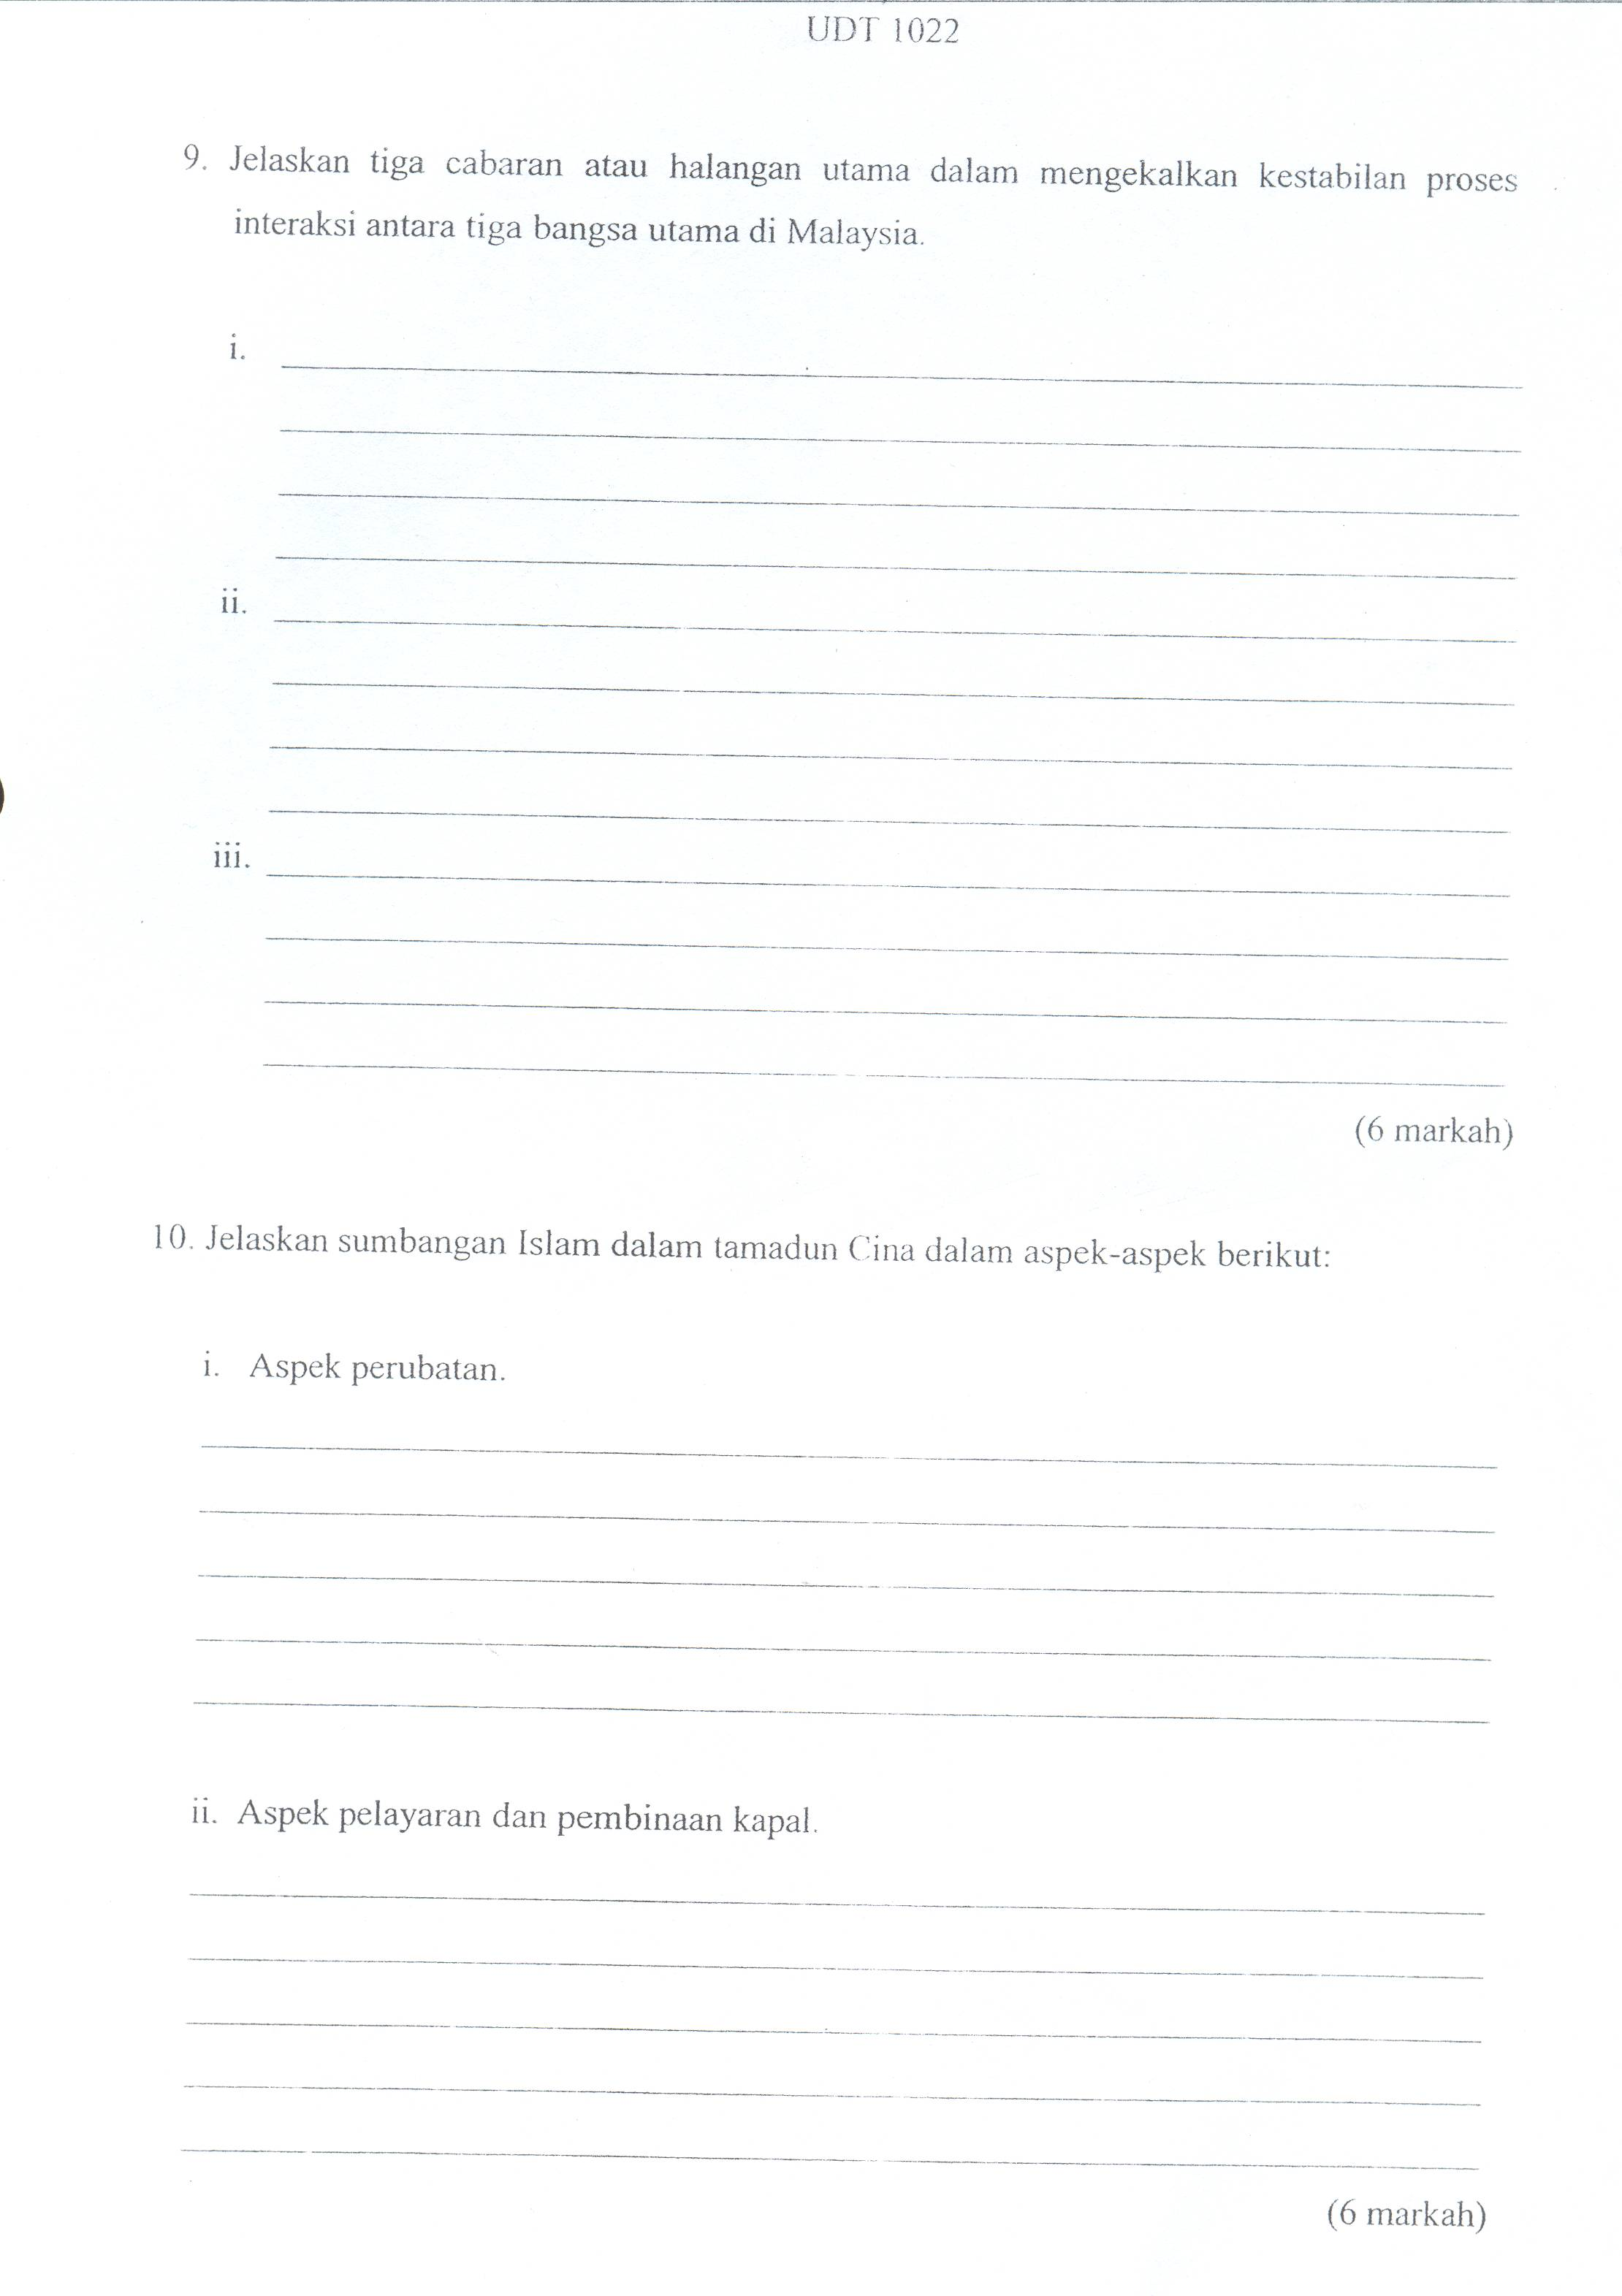 UDT 1022
9. Jelaskan tiga cabaran atau halangan utama dalam mengekalkan kestabilan proses
interaksi antara tiga bangsa utama di Malaysia.
i.
ii.
iii.
(6 markah)
10. Jelaskan sumbangan Islam dalam tamadun Cina dalam aspek-aspek berikut:
i. Aspek perubatan.
ii. Aspek pelayaran dan pembinaan kapal.
(6 markah)